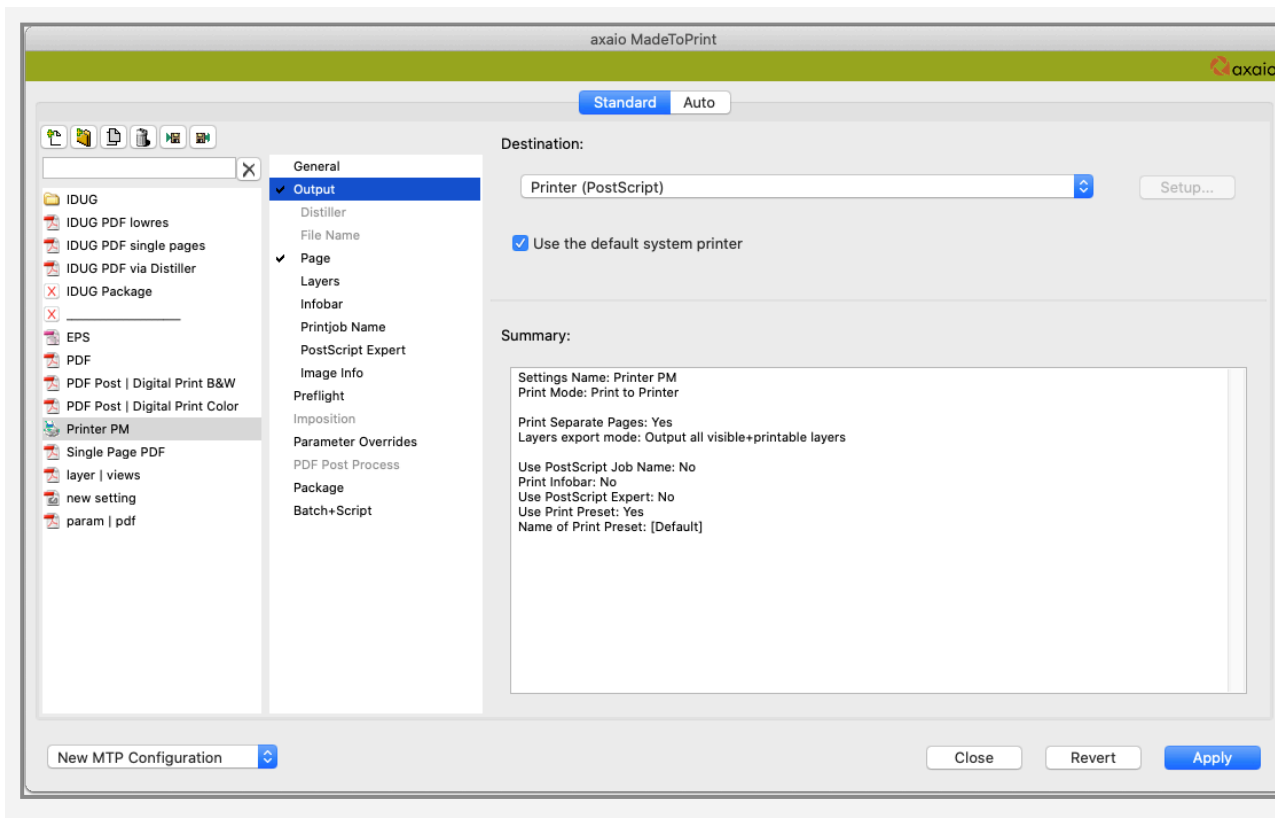 axaio MadeToPrint
axaio
Standard
Auto
IDUG
IDUG PDF lowres
IDUG PDF single pages
IDUG PDF via Distiller
IDUG Package
__________________
EPS
PDF
PDF Post | Digital Print B&W
PDF Post | Digital Print Color
Printer PM
Single Page PDF
layer | views
new setting
param | pdf
General
Output
Distiller
File Name
Page
Layers
Infobar
Printjob Name
PostScript Expert
Image Info
Preflight
Imposition
Parameter Overrides
PDF Post Process
Package
Batch+Script
Destination:
Printer (PostScript)
Setup...
Use the default system printer
Summary:
Settings Name: Printer PM
Print Mode: Print to Printer
Print Separate Pages: Yes
Layers export mode: Output all visible+printable layers
Use PostScript Job Name: No
Print Infobar: No
Use PostScript Expert: No
Use Print Preset: Yes
Name of Print Preset: [Default]
New MTP Configuration
Close
Revert
Apply